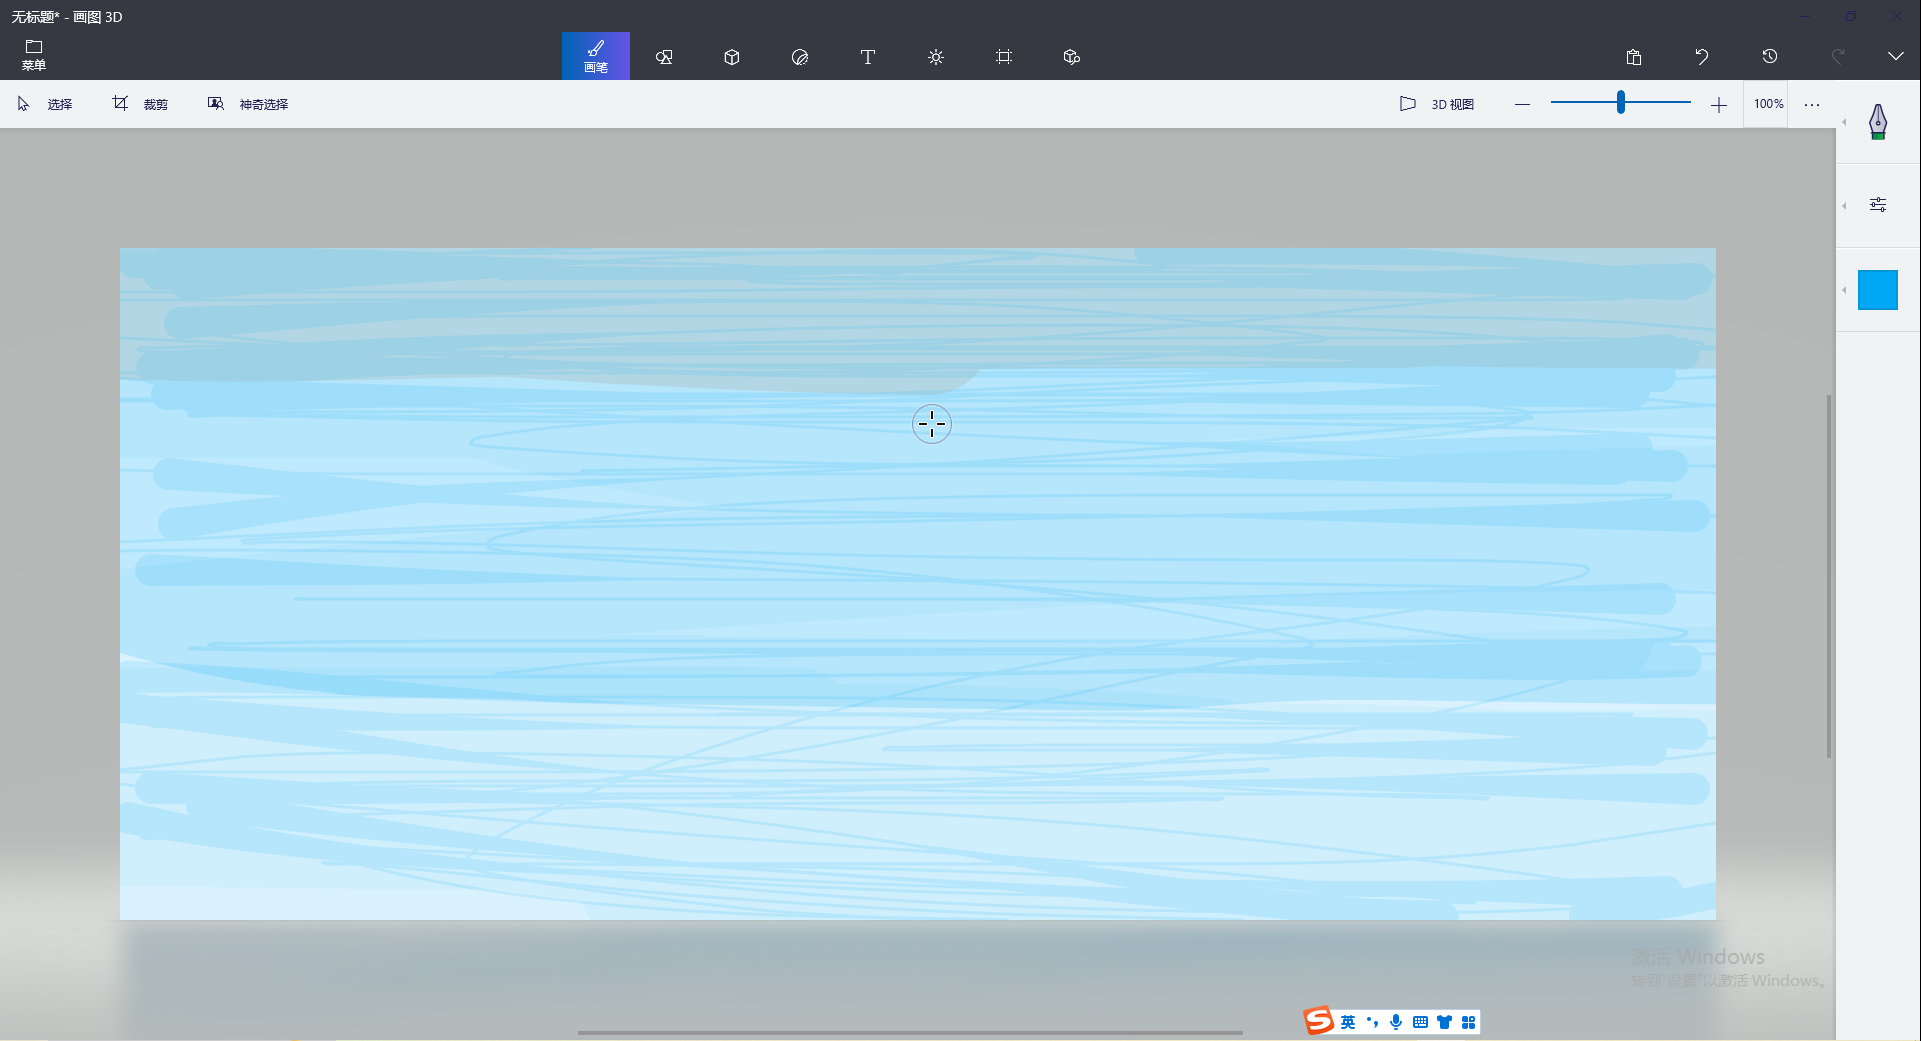 无标题* - 画图 3D
菜单
画笔
选择
裁剪
神奇选择
3D 视图
100%
激活 Windows
转到"设置"以激活 Windows。
英